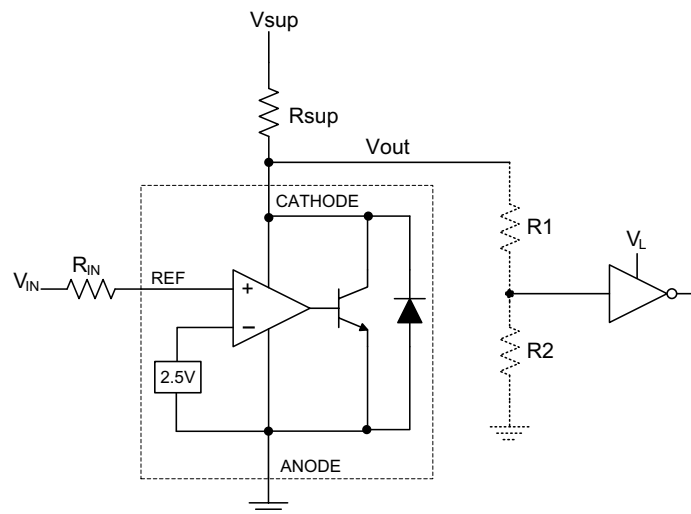 Vsup
Rsup
Vout
CATHODE
R1
RIN
VL
VIN
REF
+
–
R2
2.5V
ANODE